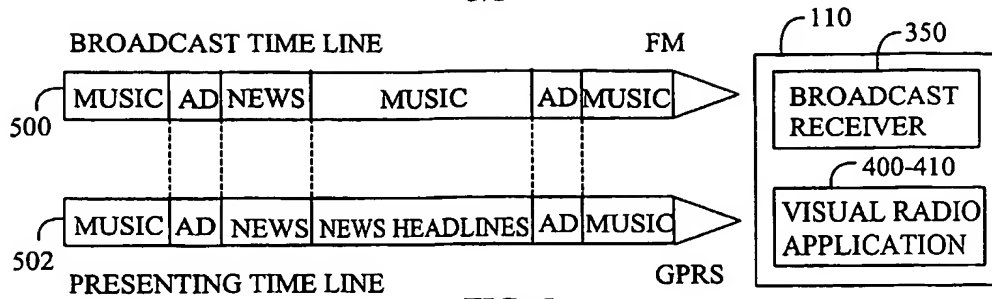 BROADCAST TIME LINE
FM
110
350
500
MUSIC AD NEWS MUSIC AD MUSIC
BROADCAST
RECEIVER
400-410
502
MUSIC AD NEWS NEWS HEADLINES AD MUSIC
VISUAL RADIO
APPLICATION
PRESENTING TIME LINE
GPRS